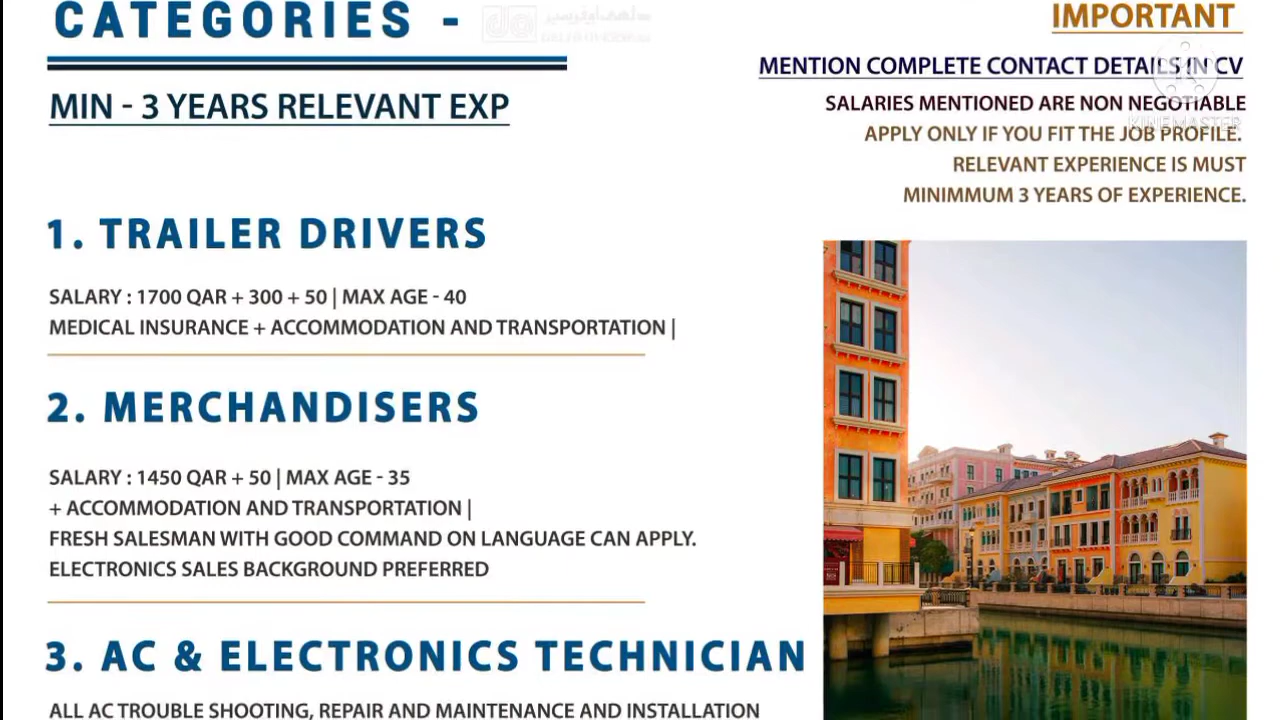 CATEGORIES -
MIN - 3 YEARS RELEVANT EXP
IMPORTANT
MENTION COMPLETE CONTACT DETAILS IN CV
SALARIES MENTIONED ARE NON NEGOTIABLE
APPLY ONLY IF YOU FIT THE JOB PROFILE.
RELEVANT EXPERIENCE IS MUST
MINIMMUM 3 YEARS OF EXPERIENCE.
KINEMASTER
1. TRAILER DRIVERS
SALARY : 1700 QAR + 300 + 50 | MAX AGE - 40
MEDICAL INSURANCE + ACCOMMODATION AND TRANSPORTATION |
2. MERCHANDISERS
SALARY : 1450 QAR + 50 | MAX AGE - 35
+ ACCOMMODATION AND TRANSPORTATION |
FRESH SALESMAN WITH GOOD COMMAND ON LANGUAGE CAN APPLY.
ELECTRONICS SALES BACKGROUND PREFERRED
3. AC & ELECTRONICS TECHNICIAN
ALL AC TROUBLE SHOOTING, REPAIR AND MAINTENANCE AND INSTALLATION